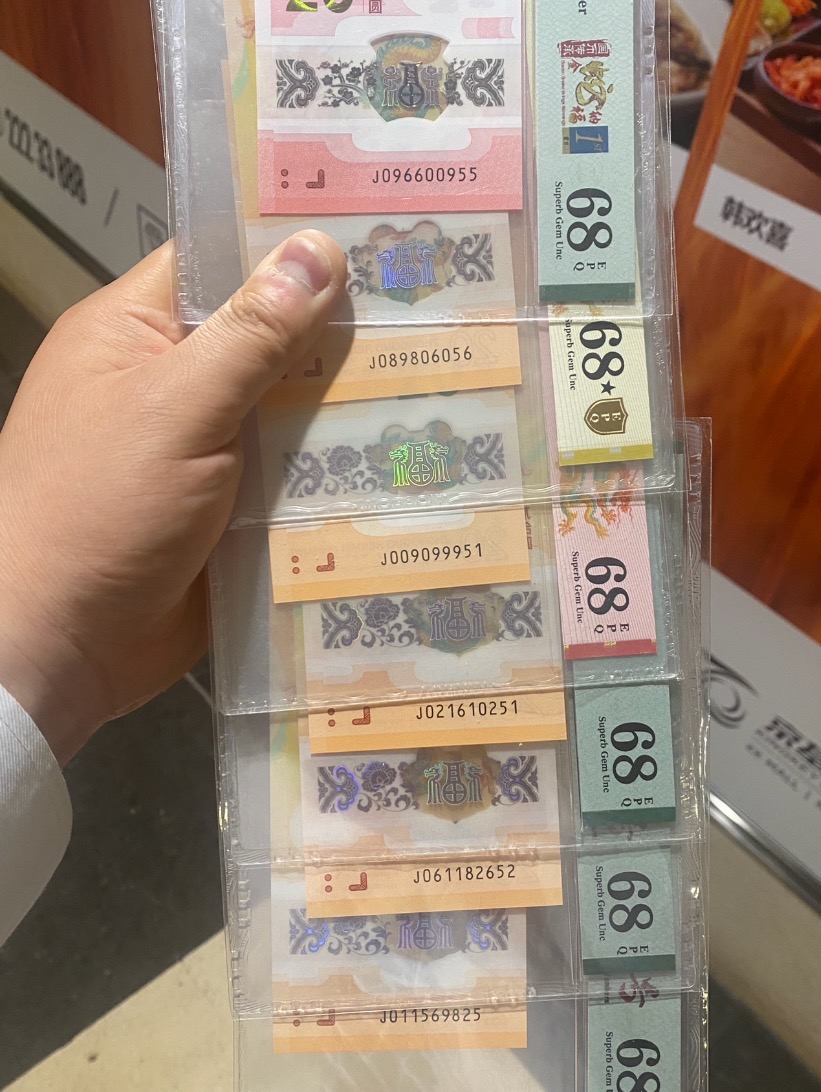 圆
er
1st
J096600955
68
EPQ
Superb Gem Unc
J089806056
68★
EPQ
Superb Gem Unc
J009099951
68
EPQ
Superb Gem Unc
J021610251
68
EPQ
Superb Gem Unc
J061182652
68
EPQ
Superb Gem Unc
J011569825
68
Superb Gem Unc
韩欢喜